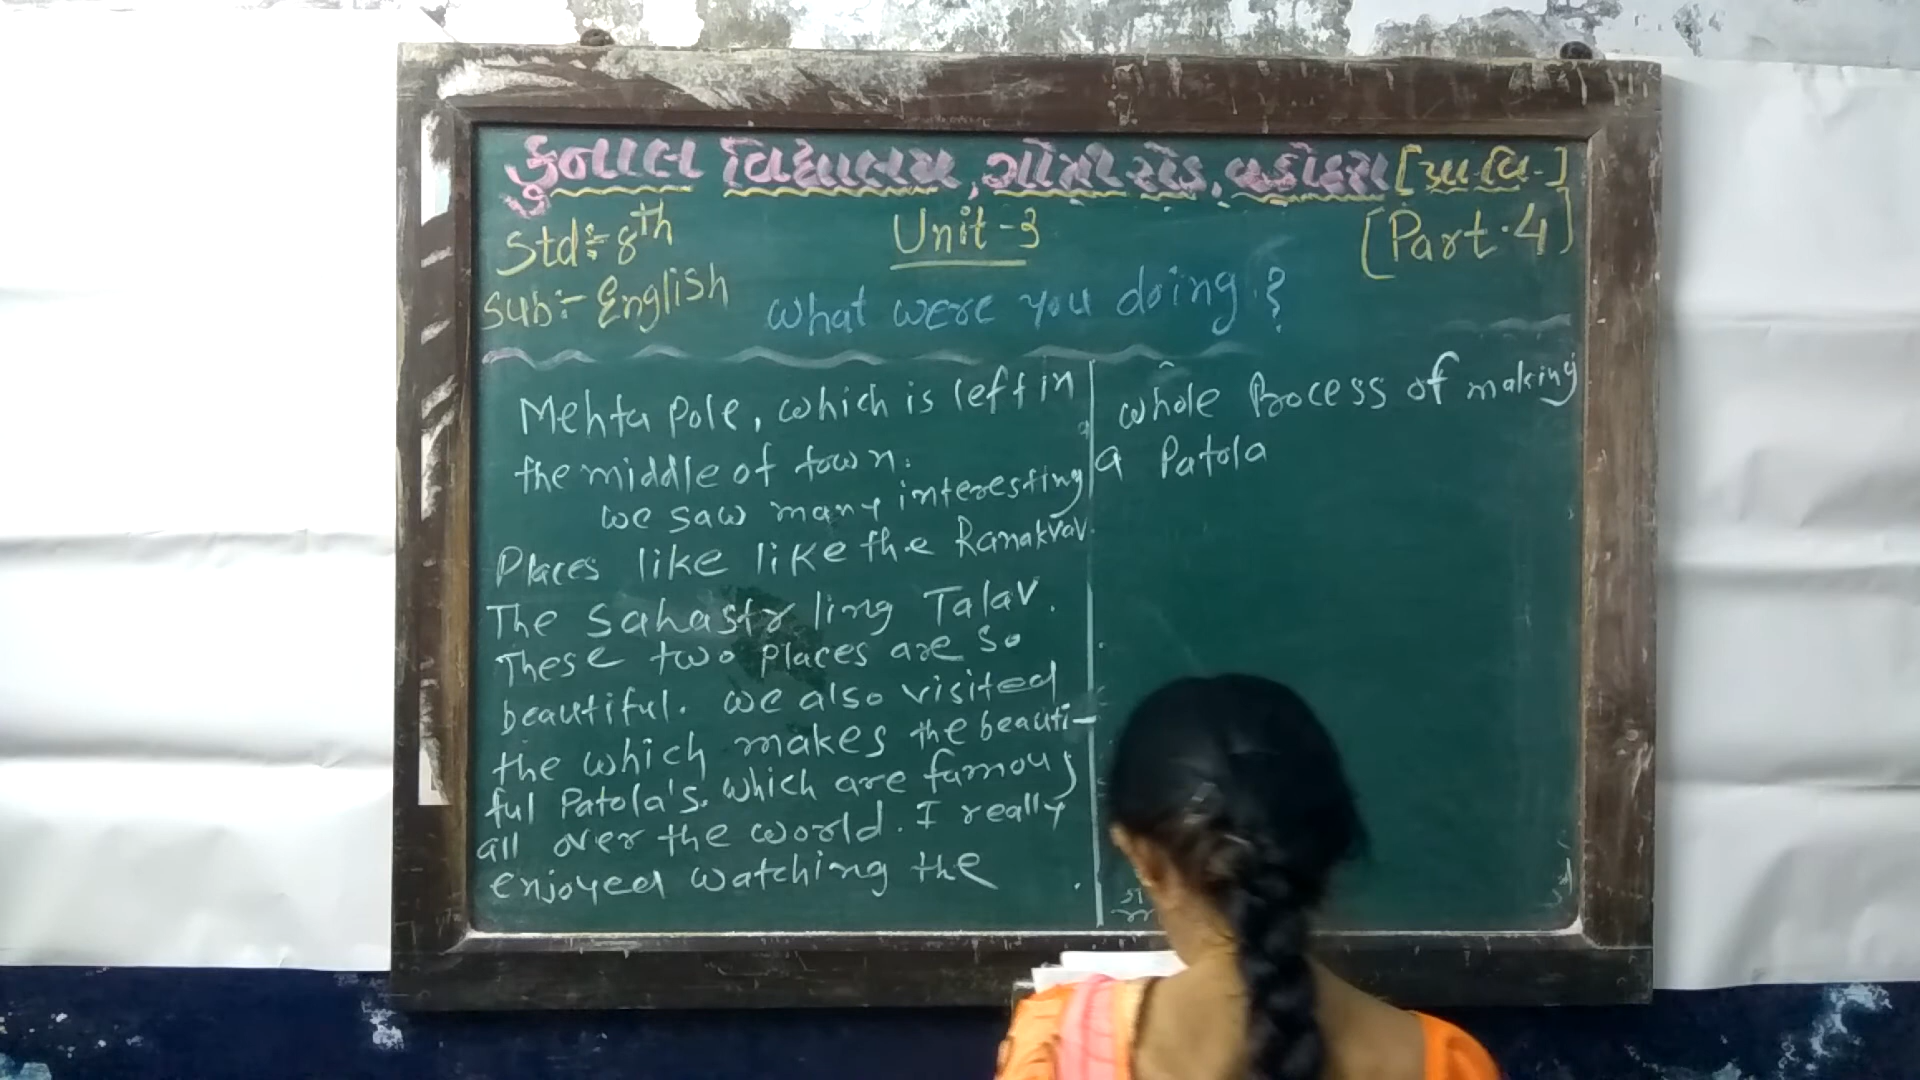 કુનાલ વિદ્યાલય, ગોત્રી રોડ, વડોદરા [મા.વિ.]
Std:- 8th
Unit-3
[Part.4]
Sub:- English
What were you doing.?
Mehta pole, which is left in
the middle of town.
we saw many interesting
Places like like the Ranakvav.
The Sahastr ling Talav.
These two places are so
beautiful. we also visited
the which makes the beauti-
ful Patola's. which are famous
all over the world. I really
enjoyed watching the
whole Process of making
a Patola